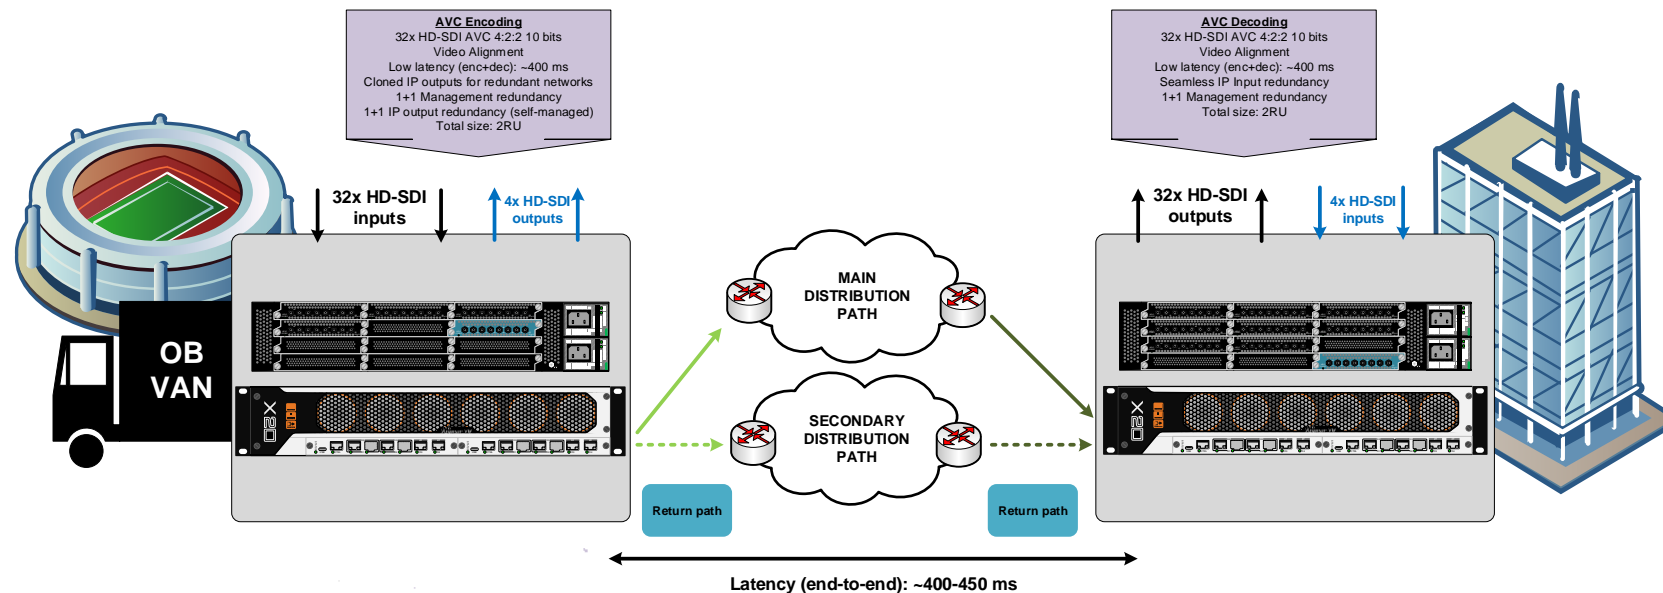 AVC Encoding
32x HD-SDI AVC 4:2:2 10 bits
Video Alignment
Low latency (enc+dec): ~400 ms
Cloned IP outputs for redundant networks
1+1 Management redundancy
1+1 IP output redundancy (self-managed)
Total size: 2RU
AVC Decoding
32x HD-SDI AVC 4:2:2 10 bits
Video Alignment
Low latency (enc+dec): ~400 ms
Seamless IP Input redundancy
1+1 Management redundancy
Total size: 2RU
32x HD-SDI
inputs
4x HD-SDI
outputs
32x HD-SDI
outputs
4x HD-SDI
inputs
OB
VAN
MAIN
DISTRIBUTION
PATH
SECONDARY
DISTRIBUTION
PATH
Return path
Return path
Latency (end-to-end): ~400-450 ms